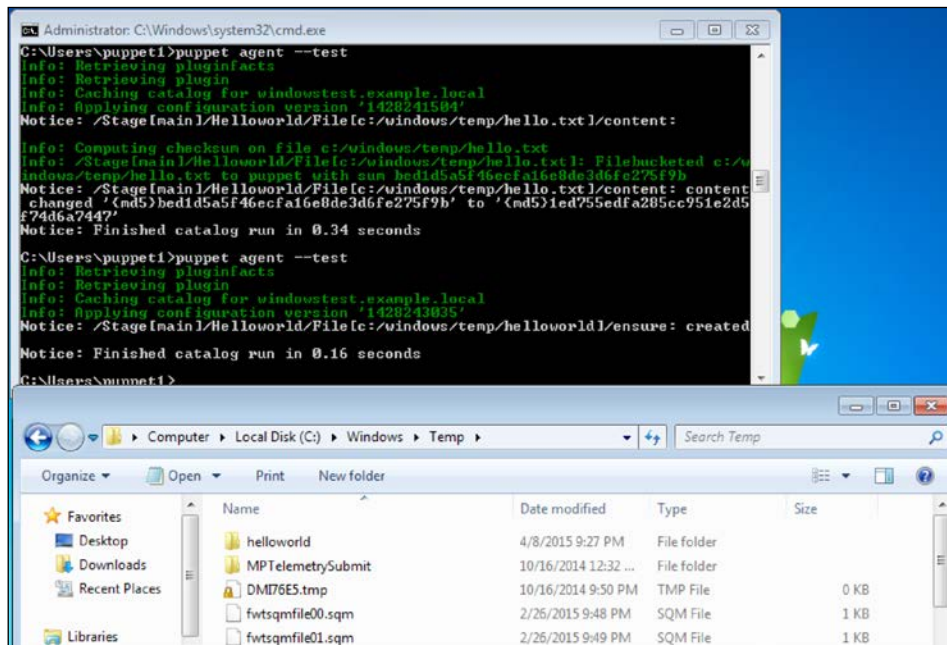 Administrator: C:\Windows\system32\cmd.exe
C:\Users\puppet1>puppet agent --test
Info: Retrieving pluginfacts
Info: Retrieving plugin
Info: Caching catalog for windowstest.example.local
Info: Applying configuration version '1428241504'
Notice: /Stage[main]/Helloworld/File[c:/windows/temp/hello.txt]/content:
Info: Computing checksum on file c:/windows/temp/hello.txt
Info: /Stage[main]/Helloworld/File[c:/windows/temp/hello.txt]: Filebucketed c:/w
indows/temp/hello.txt to puppet with sum bed1d5a5f46ecfa16e8de3d6fe275f9b
Notice: /Stage[main]/Helloworld/File[c:/windows/temp/hello.txt]/content: content
changed '{md5}bed1d5a5f46ecfa16e8de3d6fe275f9b' to '{md5}1ed755edfa285cc951e2d5
f74d6a7447'
Notice: Finished catalog run in 0.34 seconds
C:\Users\puppet1>puppet agent --test
Info: Retrieving pluginfacts
Info: Retrieving plugin
Info: Caching catalog for windowstest.example.local
Info: Applying configuration version '1428243035'
Notice: /Stage[main]/Helloworld/File[c:/windows/temp/helloworld]/ensure: created
Notice: Finished catalog run in 0.16 seconds
C:\Users\puppet1>
Computer Local Disk (C:) Windows Temp Search Temp
Organize Open Print New folder
Favorites Name Date modified Type Size
Desktop helloworld 4/8/2015 9:27 PM File folder
Downloads MPTelemetrySubmit 10/16/2014 12:32 ... File folder
Recent Places DMI76E5.tmp 10/16/2014 9:50 PM TMP File 0 KB
fwtsqmfile00.sqm 2/26/2015 9:48 PM SQM File 1 KB
Libraries fwtsqmfile01.sqm 2/26/2015 9:49 PM SQM File 1 KB